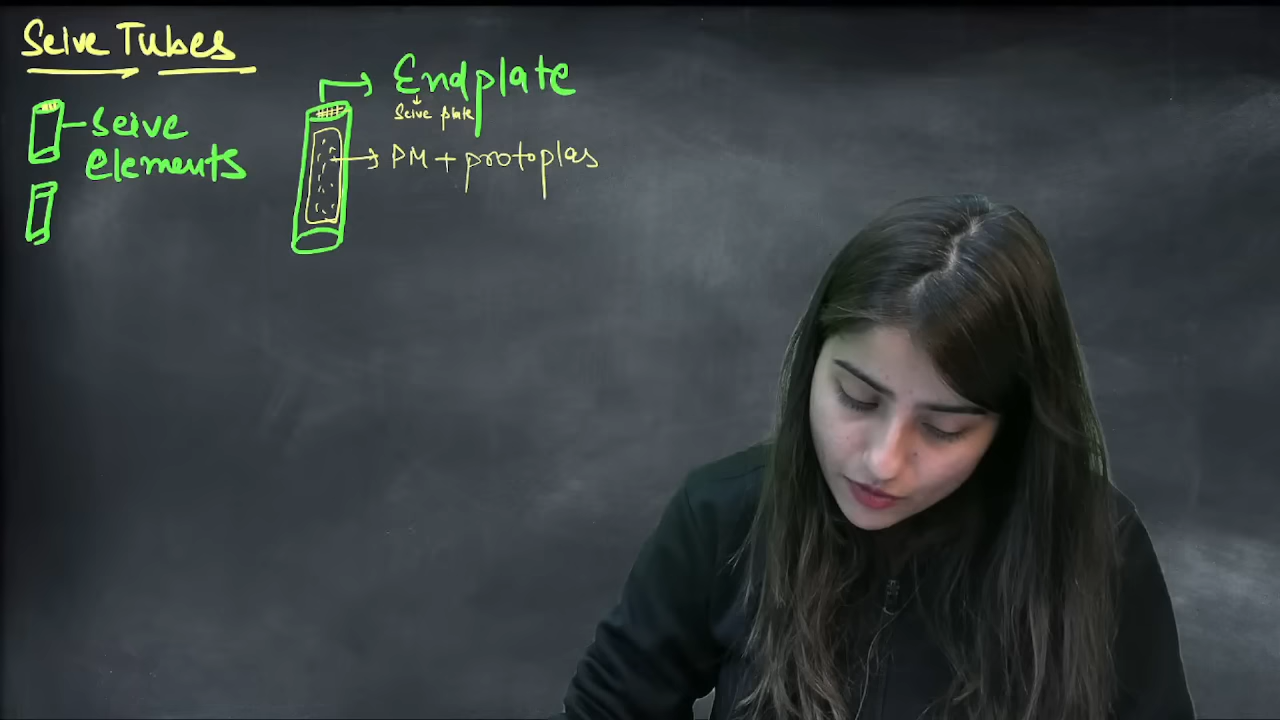 Seive Tubes
Seive
elements
Endplate
Seive plate
PM + protoplas